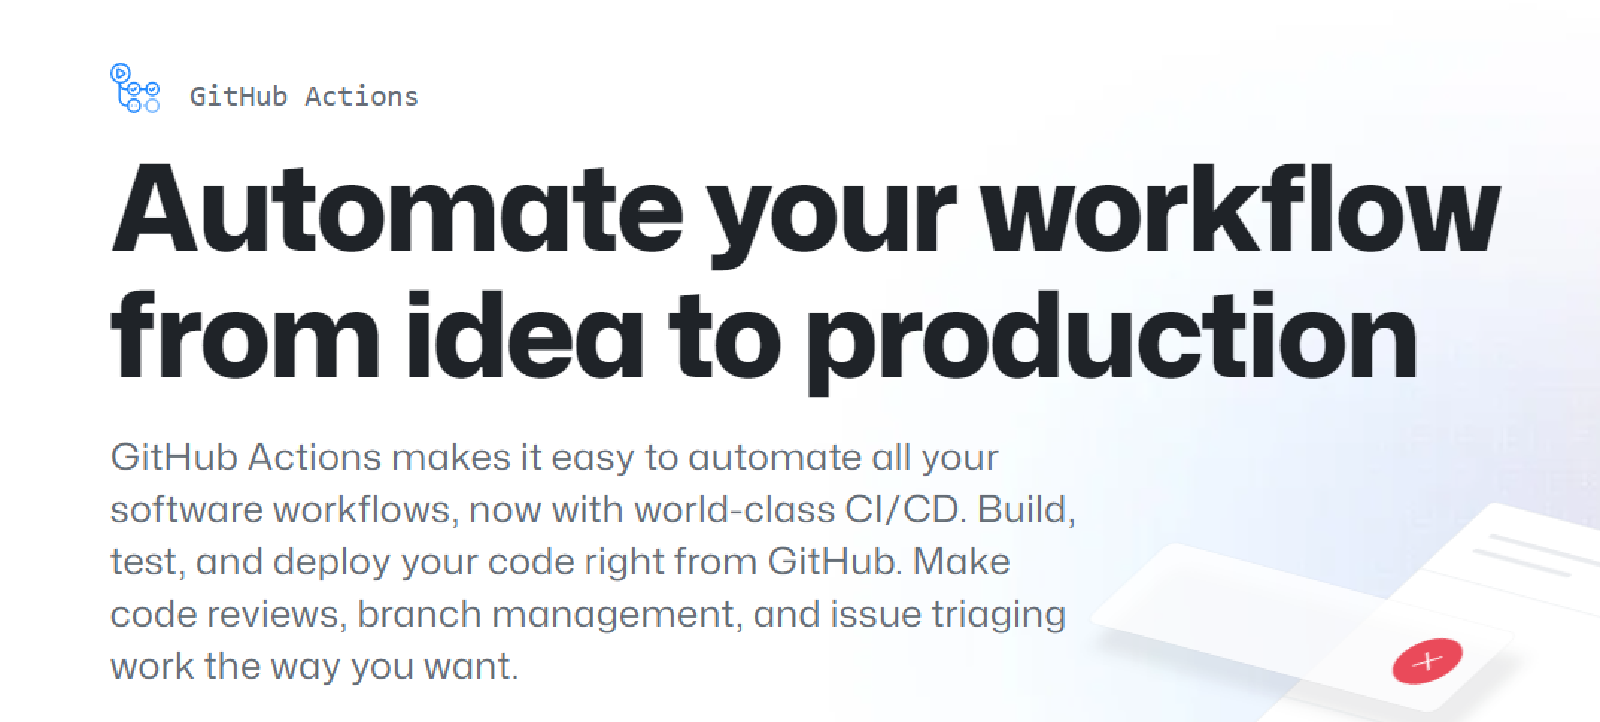 GitHub Actions
Automate your workflow
from idea to production
GitHub Actions makes it easy to automate all your
software workflows, now with world-class CI/CD. Build,
test, and deploy your code right from GitHub. Make
code reviews, branch management, and issue triaging
work the way you want.